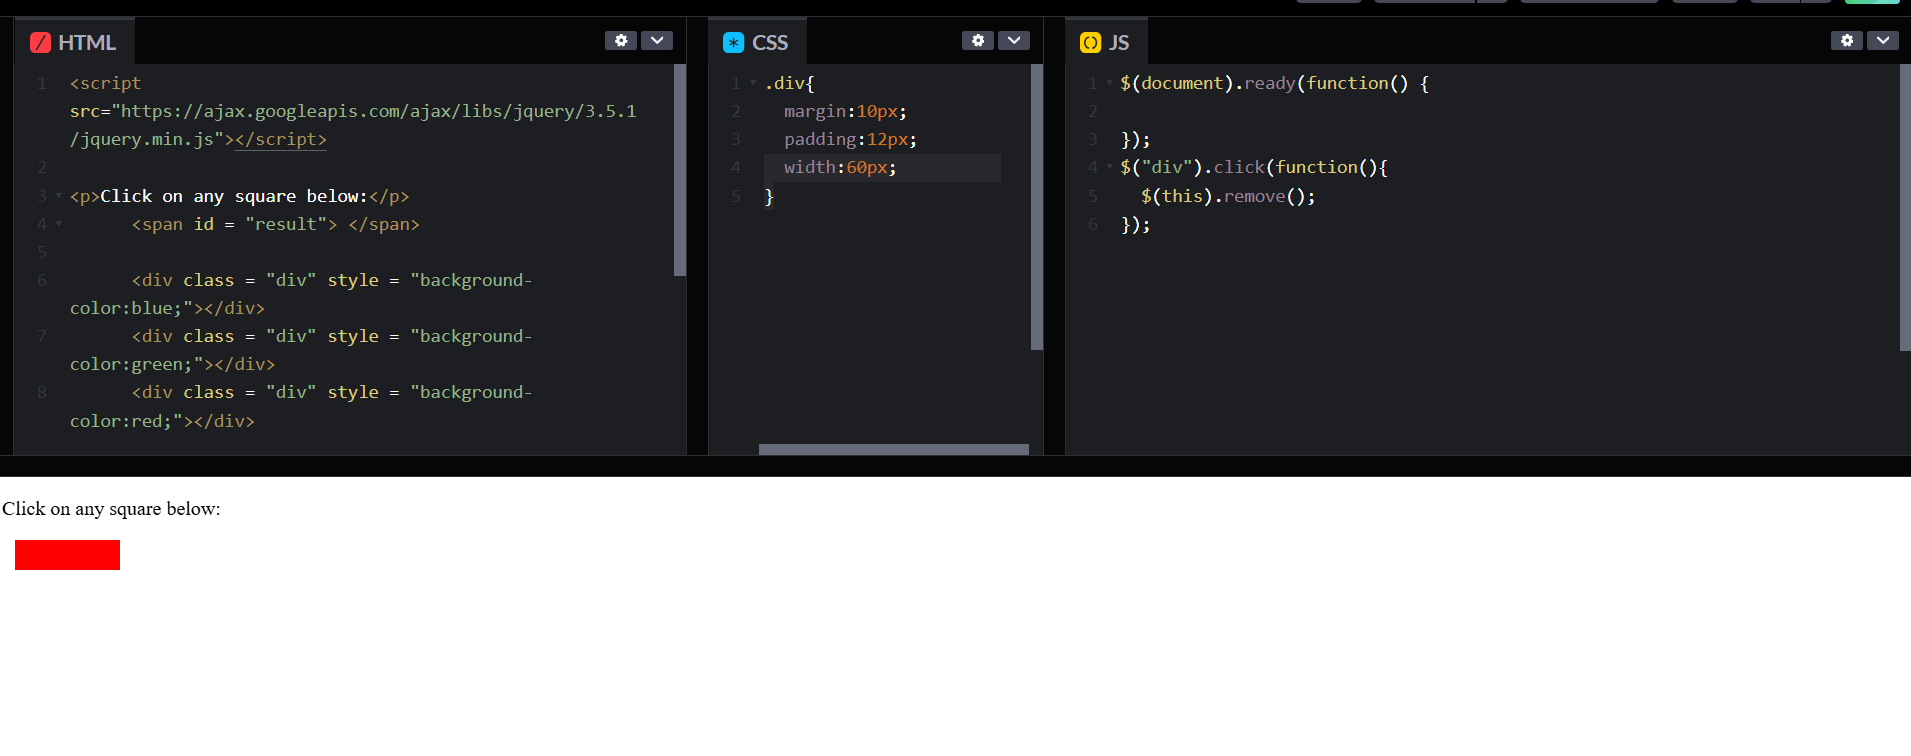 HTML
1 <script
src="https://ajax.googleapis.com/ajax/libs/jquery/3.5.1
/jquery.min.js"></script>
2
3 <p>Click on any square below:</p>
4 <span id = "result"> </span>
5
6 <div class = "div" style = "background-
color:blue;"></div>
7 <div class = "div" style = "background-
color:green;"></div>
8 <div class = "div" style = "background-
color:red;"></div>
CSS
1 .div{
2 margin:10px;
3 padding:12px;
4 width:60px;
5 }
JS
1 $(document).ready(function() {
2
3 });
4 $("div").click(function(){
5 $(this).remove();
6 });
Click on any square below: